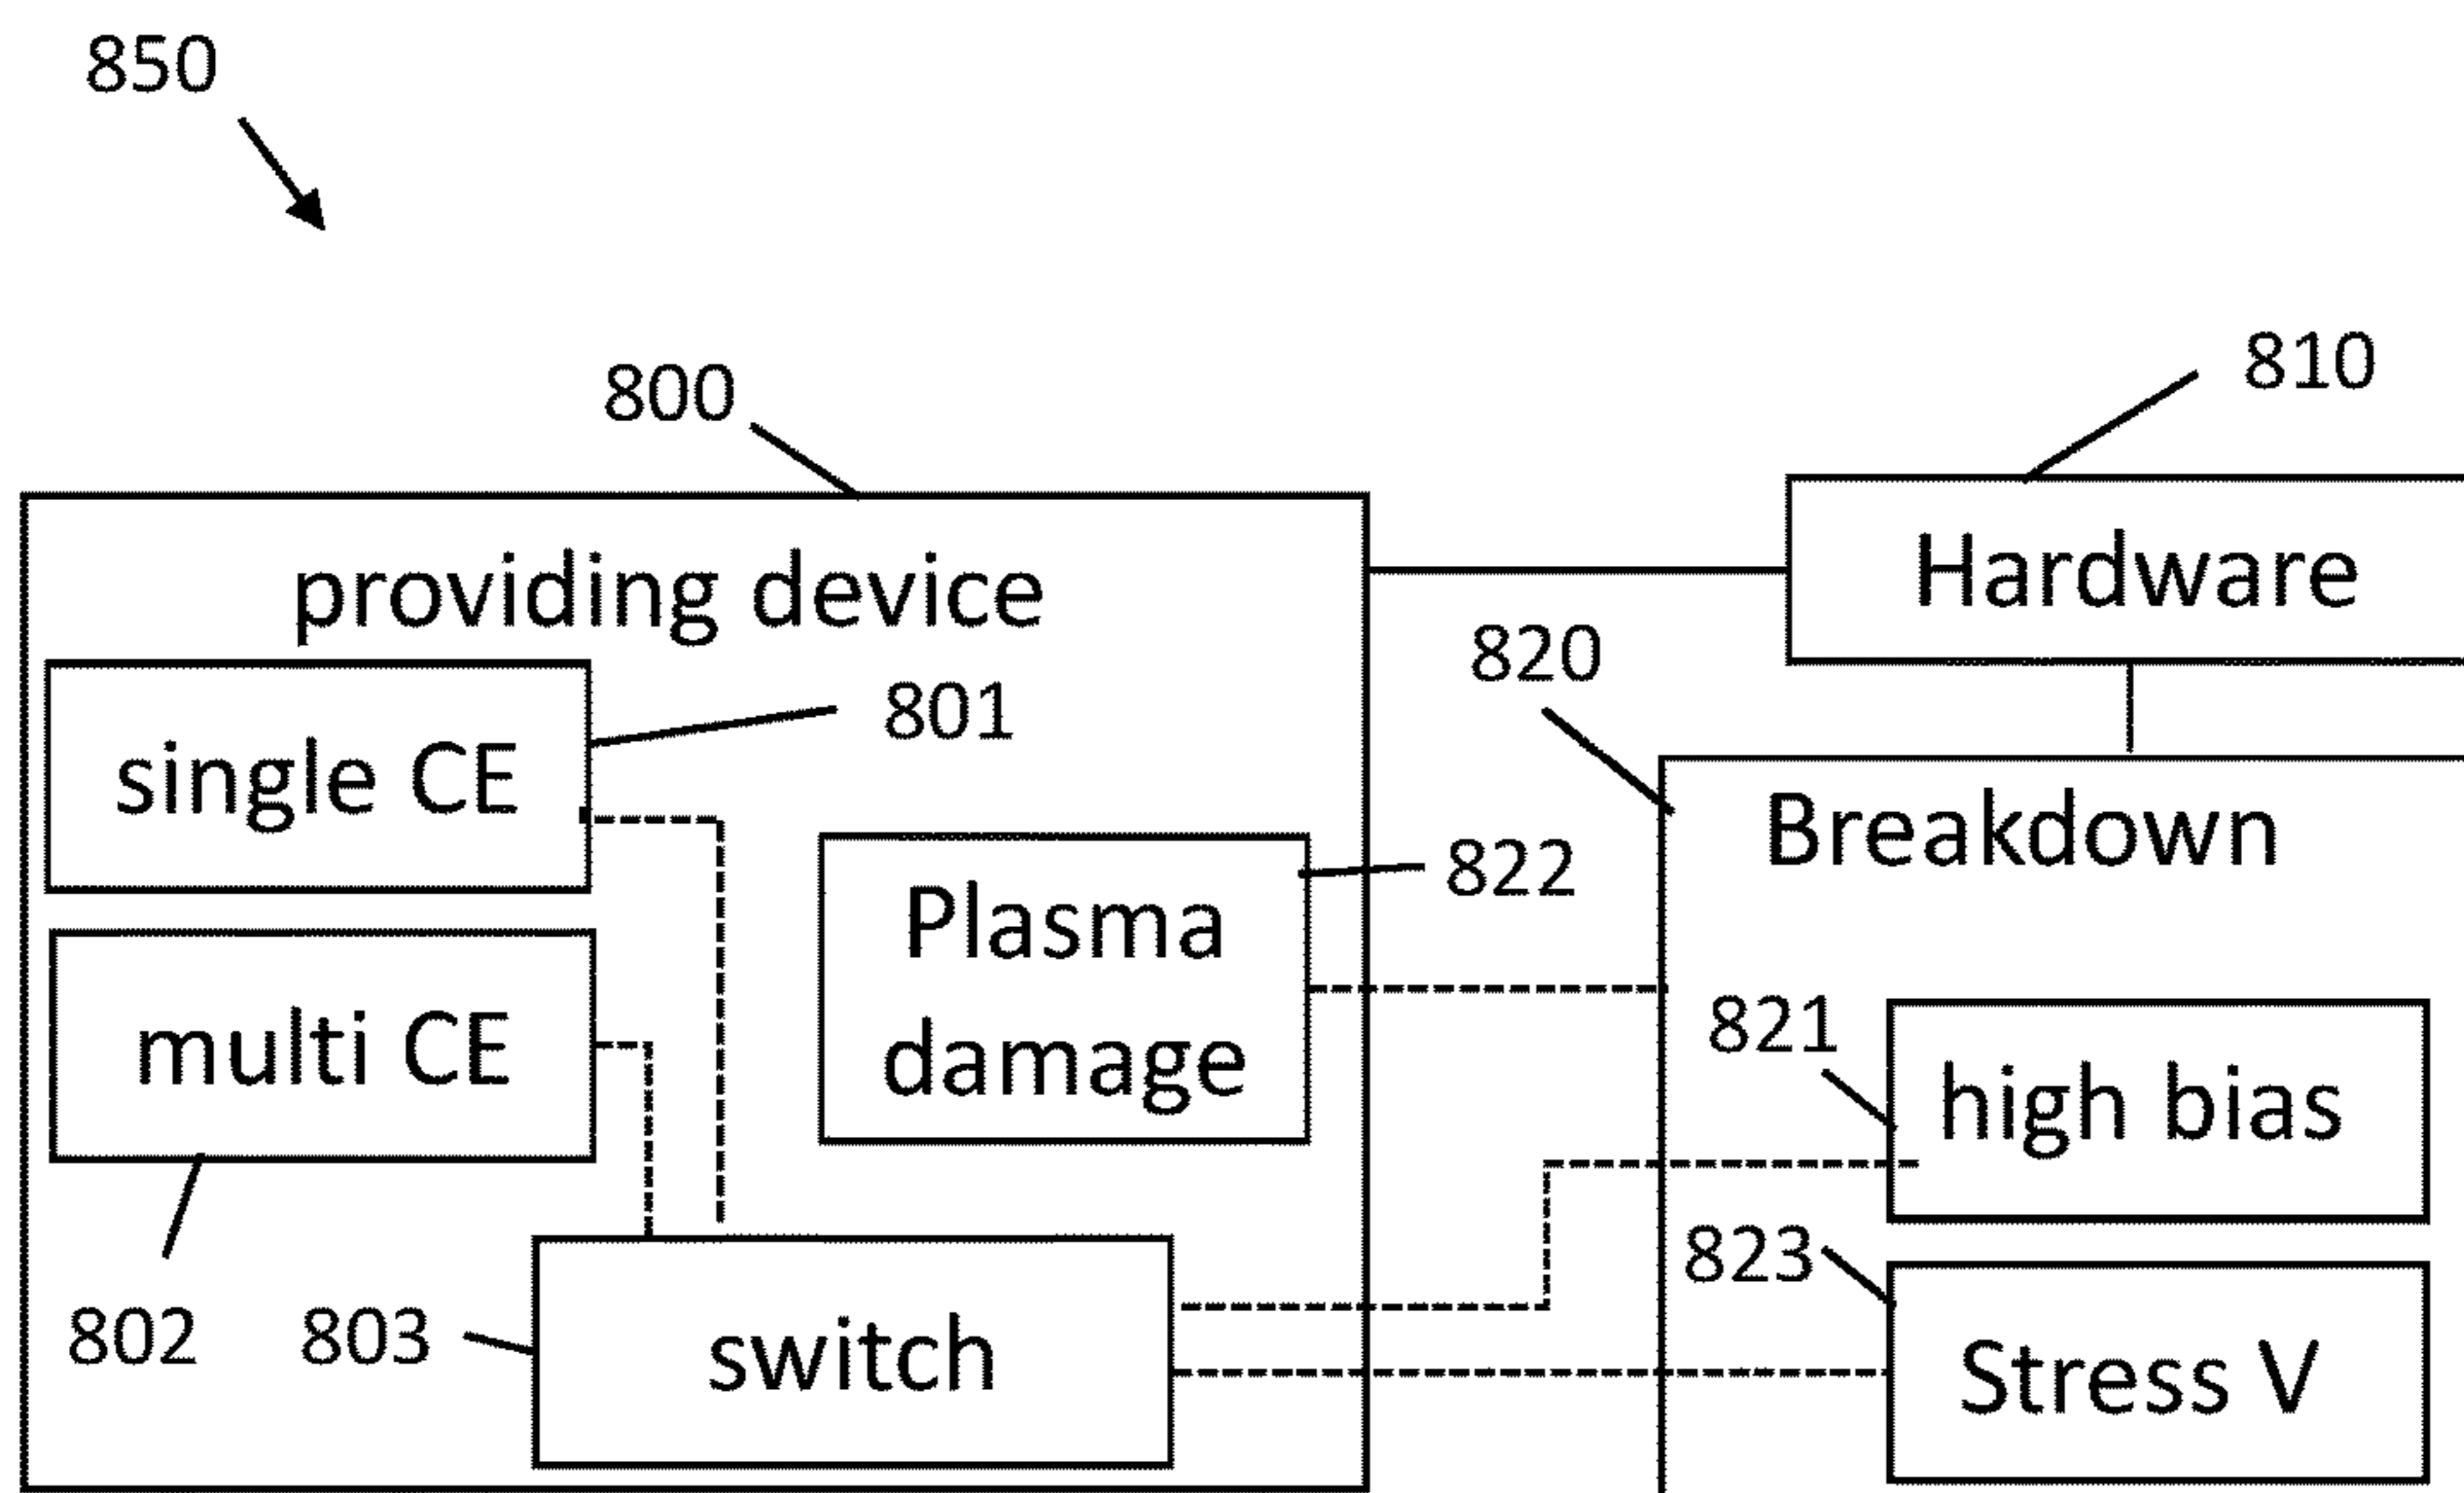 850
800
810
providing device
Hardware
820
single CE
801
Breakdown
822
Plasma
damage
multi CE
821
high bias
823
802
803
switch
Stress V